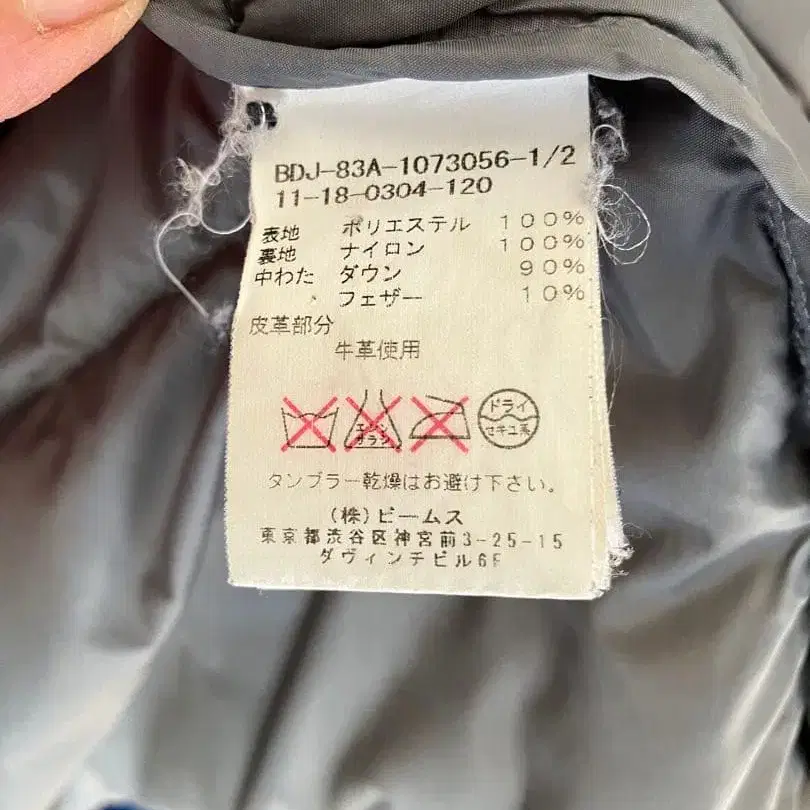 BDJ-83A-1073056-1/2
11-18-0304-120
表地 ポリエステル 100%
裏地 ナイロン 100%
中わた ダウン 90%
フェザー 10%
皮革部分
牛革使用
エンソ
サラシ
ドライ
セキユ系
タンブラー乾燥はお避け下さい。
(株)ビームス
東京都渋谷区神宮前3-25-15
ダヴィンチビル6F